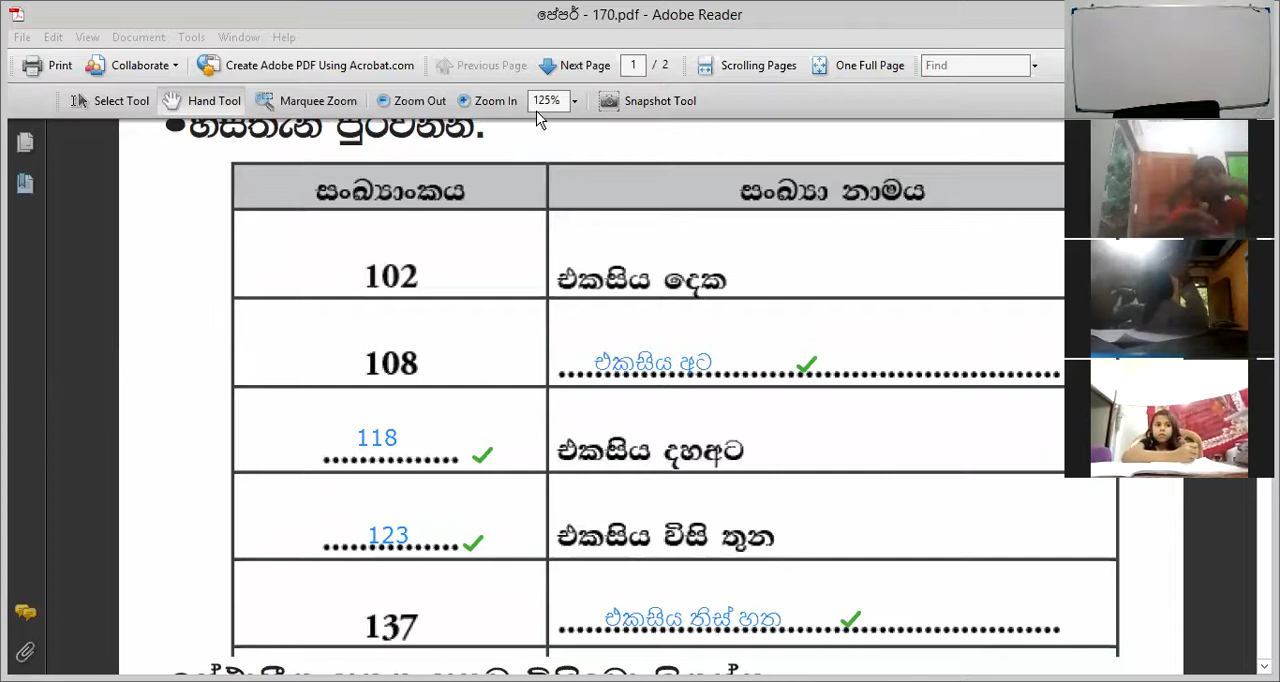 පේපර් - 170.pdf - Adobe Reader
File Edit View Document Tools Window Help
Print Collaborate Create Adobe PDF Using Acrobat.com Previous Page Next Page 1 / 2 Scrolling Pages One Full Page Find
Select Tool Hand Tool Marquee Zoom Zoom Out Zoom In 125% Snapshot Tool
●හිස්තැන් පුරවන්න.
සංඛ්‍යාංකය සංඛ්‍යා නාමය
102 එකසිය දෙක
108 එකසිය අට
118 එකසිය දහඅට
123 එකසිය විසි තුන
137 එකසිය තිස් හත